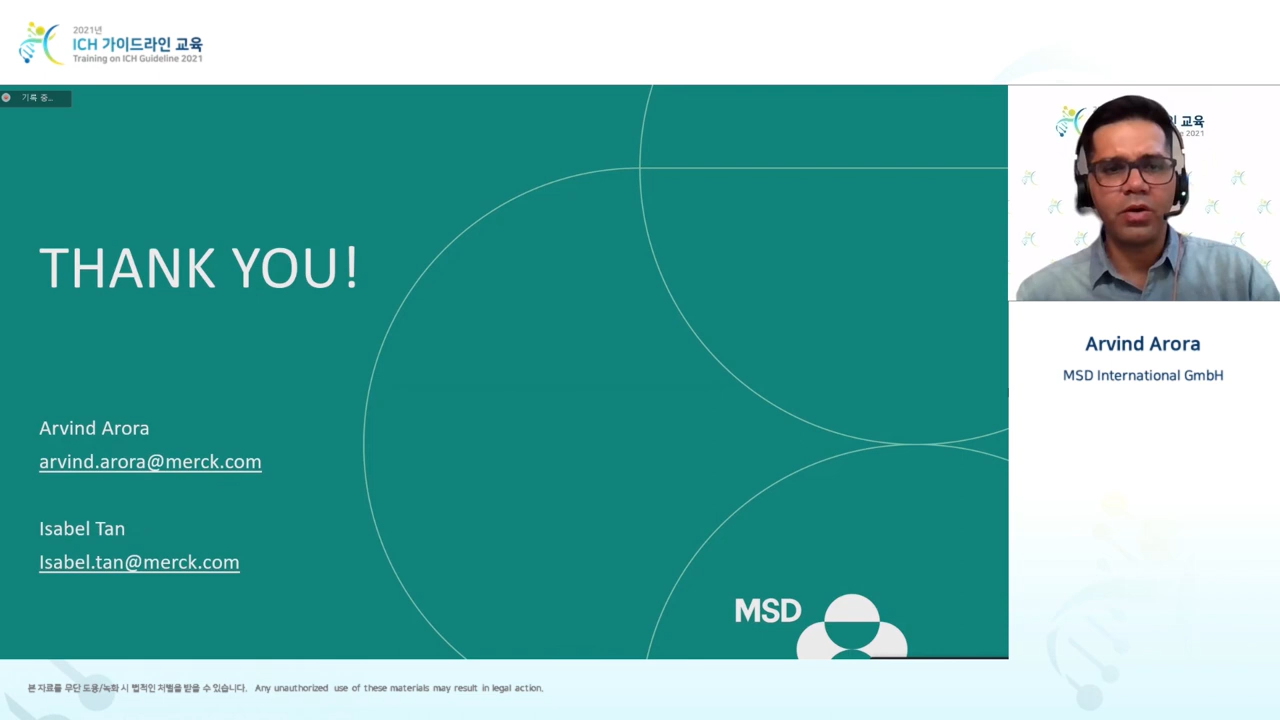 2021년
ICH 가이드라인 교육
Training on ICH Guideline 2021
기록 중...
THANK YOU!
Arvind Arora
arvind.arora@merck.com
Isabel Tan
Isabel.tan@merck.com
MSD
인 교육
2021
Arvind Arora
MSD International GmbH
본 자료를 무단 도용/녹화 시 법적인 처벌을 받을 수 있습니다. Any unauthorized use of these materials may result in legal action.